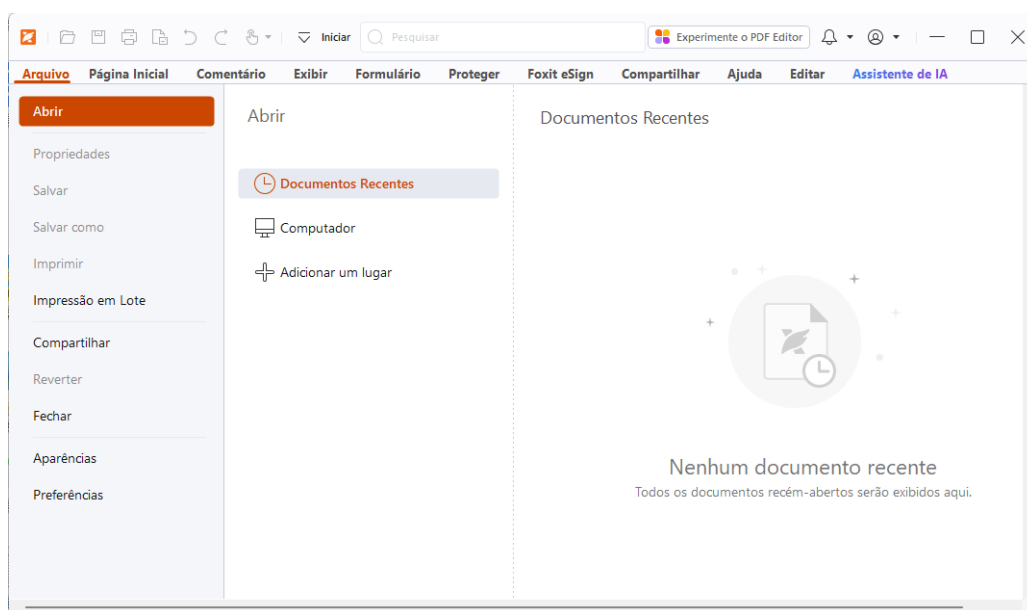 Iniciar
Pesquisar
Experimente o PDF Editor
Arquivo Página Inicial Comentário Exibir Formulário Proteger Foxit eSign Compartilhar Ajuda Editar Assistente de IA
Abrir
Propriedades
Salvar
Salvar como
Imprimir
Impressão em Lote
Compartilhar
Reverter
Fechar
Aparências
Preferências
Abrir
Documentos Recentes
Computador
Adicionar um lugar
Documentos Recentes
Nenhum documento recente
Todos os documentos recém-abertos serão exibidos aqui.